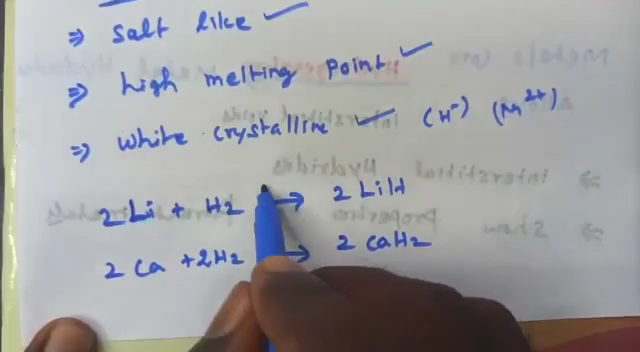 ⇒ Salt like ✓
⇒ high melting point ✓
⇒ White crystalline ✓ (H⁻) (M²⁺)
2 Li + H2 → 2 LiH
2 Ca + 2H2 → 2 CaH2